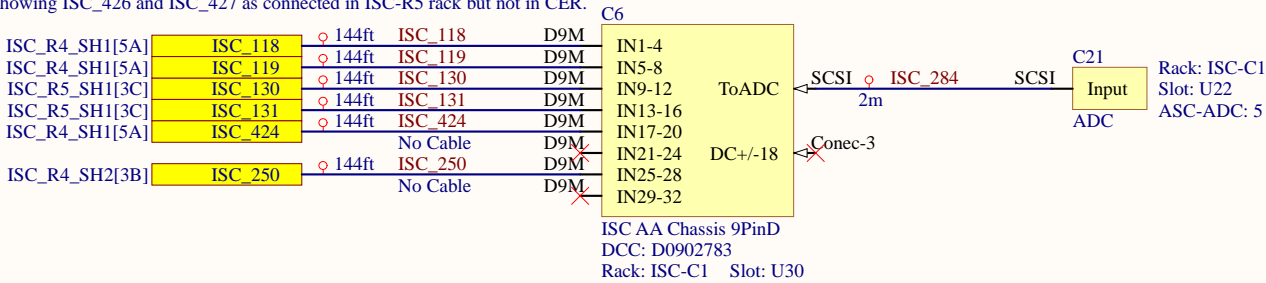 howing ISC_426 and ISC_427 as connected in ISC-R5 rack but not in CER.
C6
ISC_R4_SH1[5A] ISC_118 144ft ISC_118 D9M IN1-4
ISC_R4_SH1[5A] ISC_119 144ft ISC_119 D9M IN5-8
ISC_R5_SH1[3C] ISC_130 144ft ISC_130 D9M IN9-12
ISC_R5_SH1[3C] ISC_131 144ft ISC_131 D9M IN13-16
ISC_R4_SH1[5A] ISC_424 144ft ISC_424 D9M IN17-20
No Cable D9M IN21-24
ISC_R4_SH2[3B] ISC_250 144ft ISC_250 D9M IN25-28
No Cable D9M IN29-32
ToADC SCSI ISC_284 SCSI
2m
DC+/-18 Conec-3
C21
Input
ADC
Rack: ISC-C1
Slot: U22
ASC-ADC: 5
ISC AA Chassis 9PinD
DCC: D0902783
Rack: ISC-C1 Slot: U30